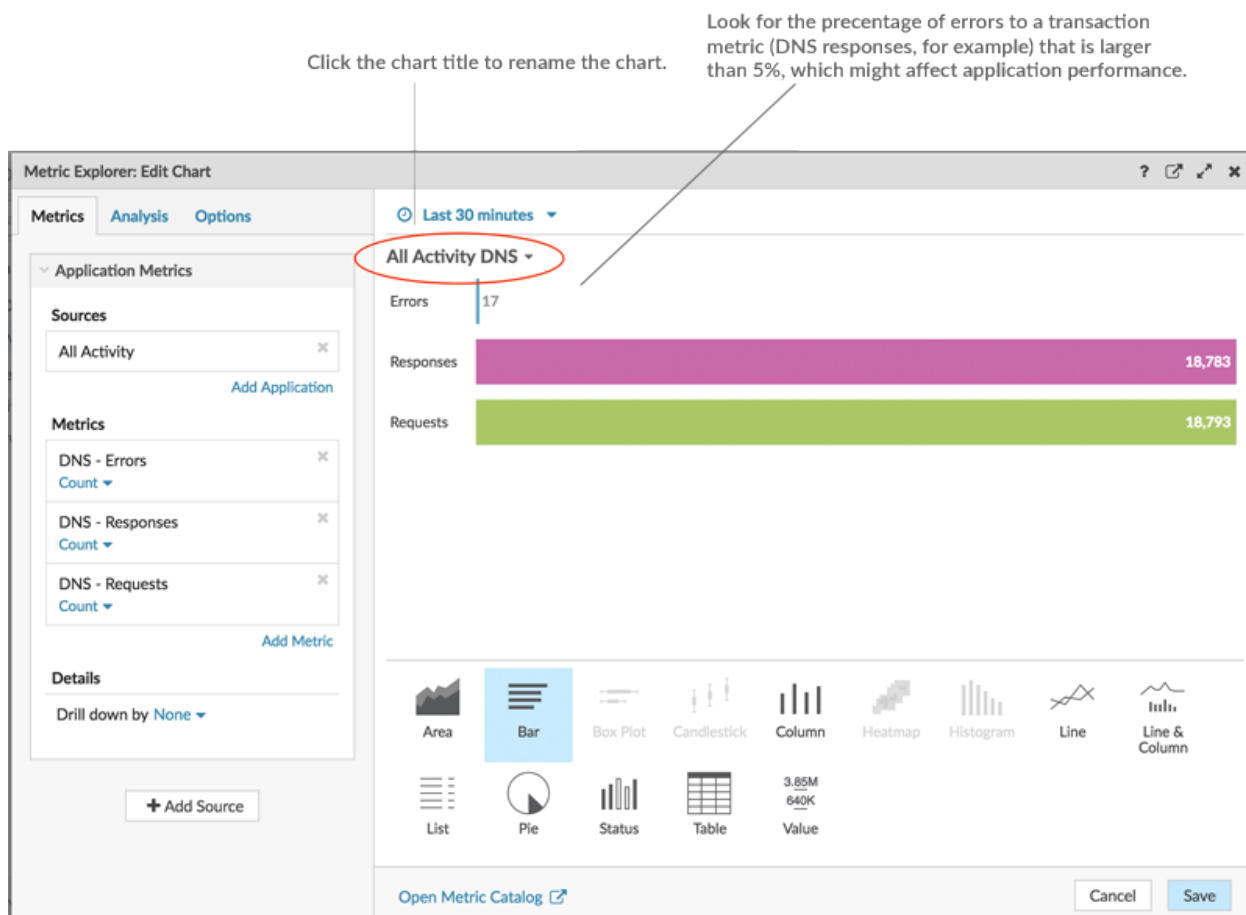 Look for the precentage of errors to a transaction
metric (DNS responses, for example) that is larger
than 5%, which might affect application performance.
Click the chart title to rename the chart.
Metric Explorer: Edit Chart
?
Metrics Analysis Options
Last 30 minutes
Application Metrics
Sources
All Activity
Add Application
Metrics
DNS - Errors
Count
DNS - Responses
Count
DNS - Requests
Count
Add Metric
Details
Drill down by None
+ Add Source
All Activity DNS
Errors 17
Responses 18,783
Requests 18,793
Area Bar Box Plot Candlestick Column Heatmap Histogram Line Line &
Column
3.85M
640K
List Pie Status Table Value
Open Metric Catalog
Cancel Save